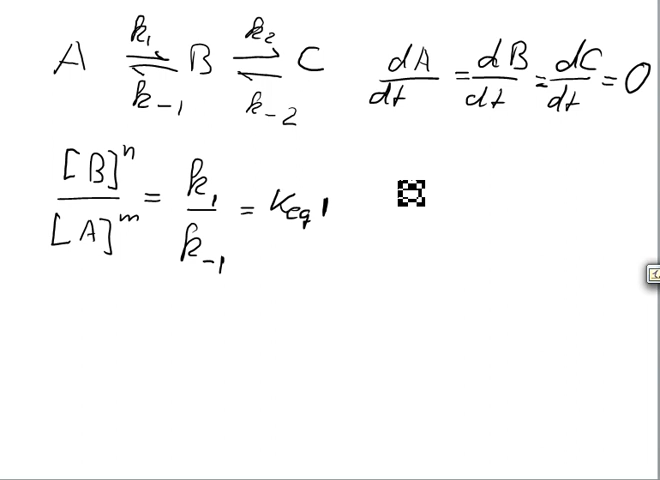 A k₁ ⇌ k₋₁ B k₂ ⇌ k₋₂ C dA/dt = dB/dt = dC/dt = 0
[B]ⁿ/[A]ᵐ = k₁/k₋₁ = Keq1